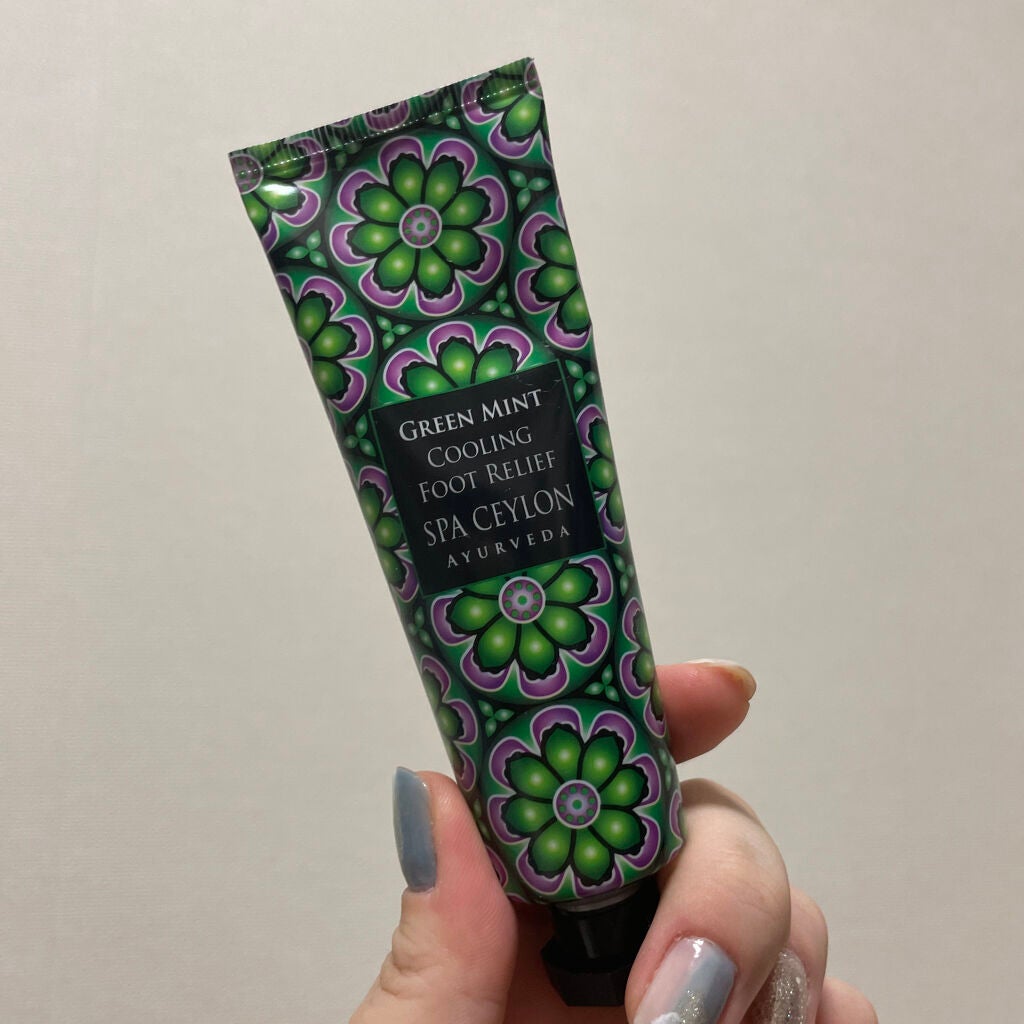 GREEN MINT
COOLING
FOOT RELIEF
SPA CEYLON
AYURVEDA